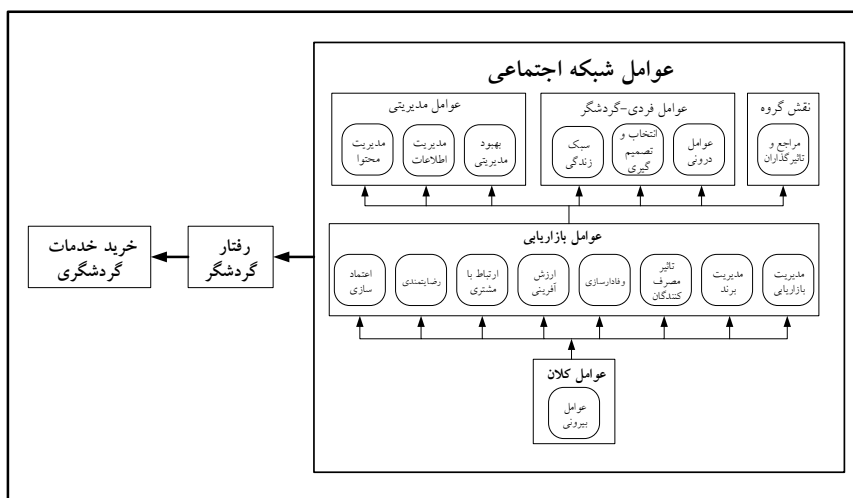 عوامل شبکه اجتماعی
نقش گروه
مراجع و
تاثیرگذاران
عوامل فردی-گردشگر
عوامل
درونی
انتخاب و
تصمیم
گیری
سبک
زندگی
عوامل مدیریتی
بهبود
مدیریتی
مدیریت
اطلاعات
مدیریت
محتوا
عوامل بازاریابی
مدیریت
بازاریابی
مدیریت
برند
تاثیر
مصرف
کنندگان
وفادارسازی
ارزش
آفرینی
ارتباط با
مشتری
رضایتمندی
اعتماد
سازی
عوامل کلان
عوامل
بیرونی
رفتار
گردشگر
خرید خدمات
گردشگری